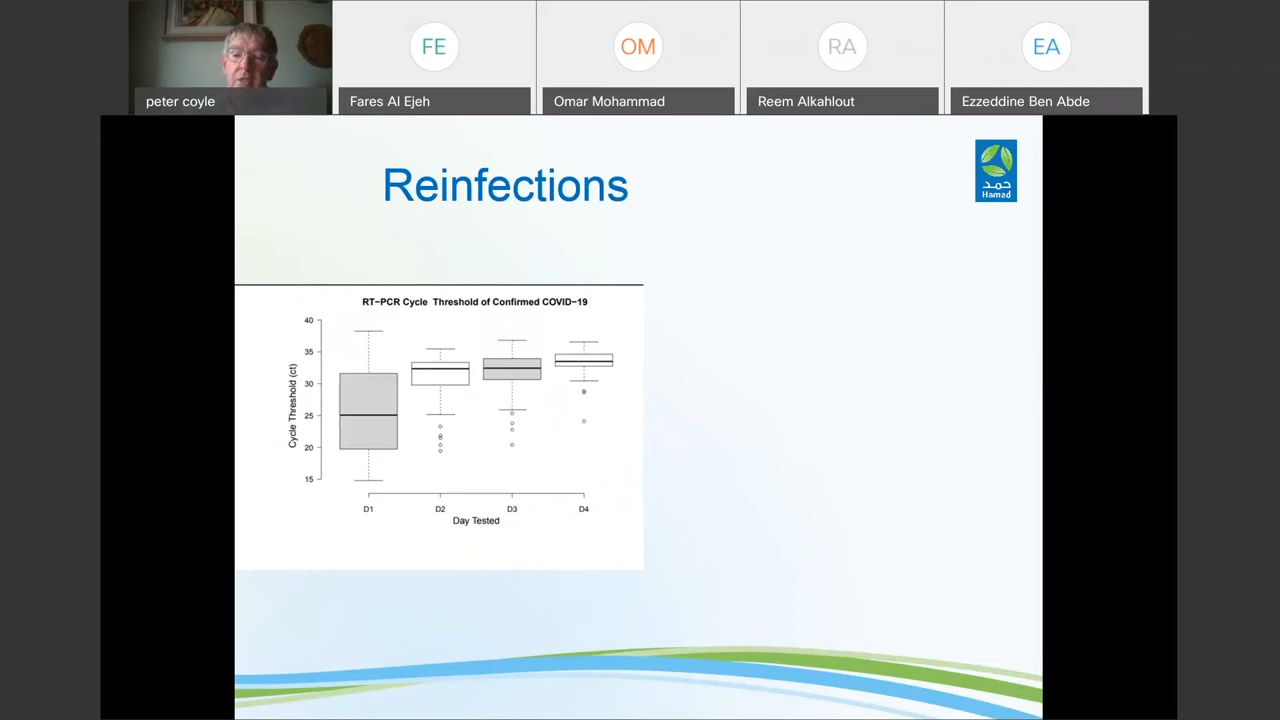 peter coyle
FE
Fares Al Ejeh
OM
Omar Mohammad
RA
Reem Alkahlout
EA
Ezzeddine Ben Abde
Reinfections
حمد
Hamad
RT-PCR Cycle Threshold of Confirmed COVID-19
Cycle Threshold (ct)
40
35
30
25
20
15
D1 D2 D3 D4
Day Tested